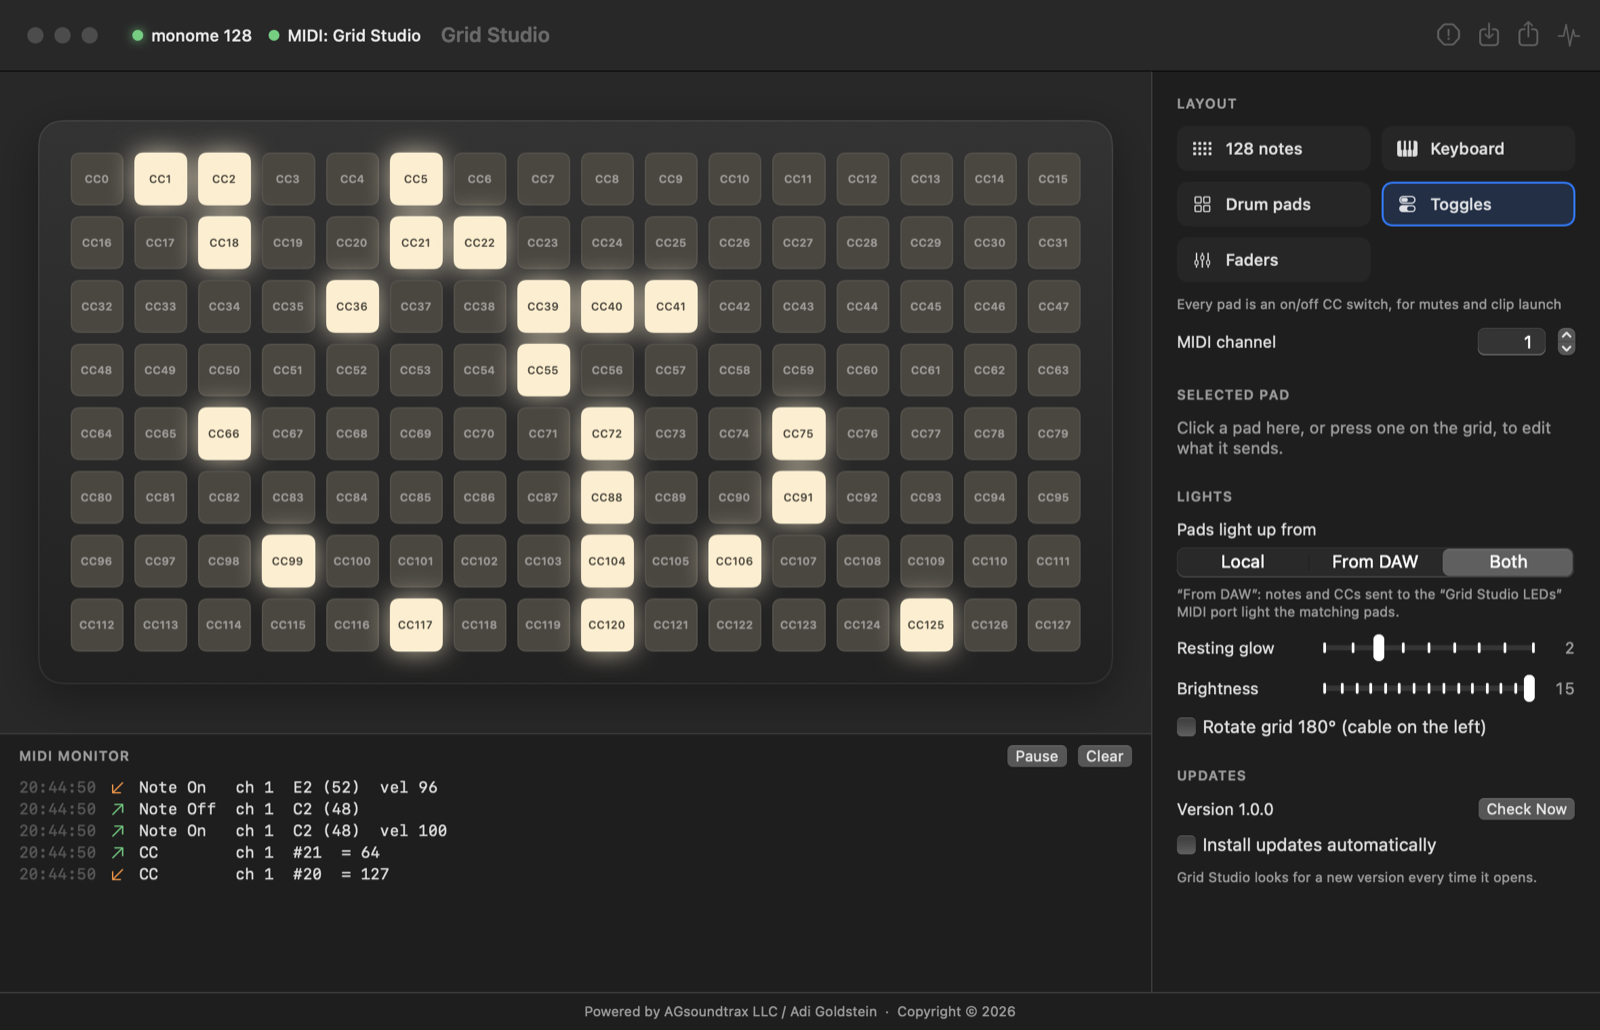 monome 128 MIDI: Grid Studio Grid Studio
CC0 CC1 CC2 CC3 CC4 CC5 CC6 CC7 CC8 CC9 CC10 CC11 CC12 CC13 CC14 CC15
CC16 CC17 CC18 CC19 CC20 CC21 CC22 CC23 CC24 CC25 CC26 CC27 CC28 CC29 CC30 CC31
CC32 CC33 CC34 CC35 CC36 CC37 CC38 CC39 CC40 CC41 CC42 CC43 CC44 CC45 CC46 CC47
CC48 CC49 CC50 CC51 CC52 CC53 CC54 CC55 CC56 CC57 CC58 CC59 CC60 CC61 CC62 CC63
CC64 CC65 CC66 CC67 CC68 CC69 CC70 CC71 CC72 CC73 CC74 CC75 CC76 CC77 CC78 CC79
CC80 CC81 CC82 CC83 CC84 CC85 CC86 CC87 CC88 CC89 CC90 CC91 CC92 CC93 CC94 CC95
CC96 CC97 CC98 CC99 CC100 CC101 CC102 CC103 CC104 CC105 CC106 CC107 CC108 CC109 CC110 CC111
CC112 CC113 CC114 CC115 CC116 CC117 CC118 CC119 CC120 CC121 CC122 CC123 CC124 CC125 CC126 CC127
MIDI MONITOR Pause Clear
20:44:50 Note On ch 1 E2 (52) vel 96
20:44:50 Note Off ch 1 C2 (48)
20:44:50 Note On ch 1 C2 (48) vel 100
20:44:50 CC ch 1 #21 = 64
20:44:50 CC ch 1 #20 = 127
LAYOUT
128 notes Keyboard
Drum pads Toggles
Faders
Every pad is an on/off CC switch, for mutes and clip launch
MIDI channel 1
SELECTED PAD
Click a pad here, or press one on the grid, to edit
what it sends.
LIGHTS
Pads light up from
Local From DAW Both
“From DAW”: notes and CCs sent to the “Grid Studio LEDs”
MIDI port light the matching pads.
Resting glow 2
Brightness 15
Rotate grid 180° (cable on the left)
UPDATES
Version 1.0.0 Check Now
Install updates automatically
Grid Studio looks for a new version every time it opens.
Powered by AGsoundtrax LLC / Adi Goldstein · Copyright © 2026